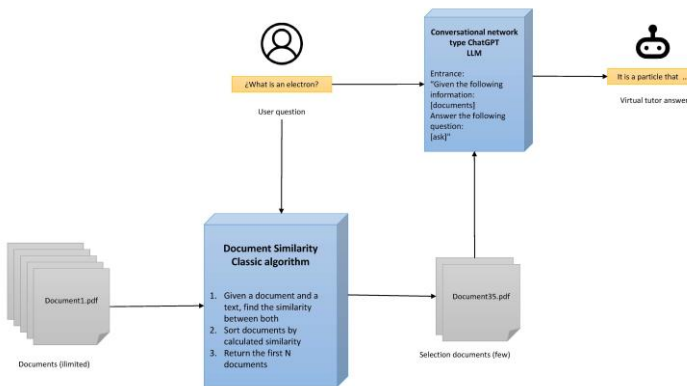 Conversational network
type ChatGPT
LLM
Entrance:
"Given the following
information:
[documents]
Answer the following
question:
[ask]"
¿What is an electron?
User question
It is a particle that ..
Virtual tutor answer
Document Similarity
Classic algorithm
1. Given a document and a
text, find the similarity
between both
2. Sort documents by
calculated similarity
3. Return the first N
documents
Document1.pdf
Documents (ilimited)
Document35.pdf
Selection documents (few)